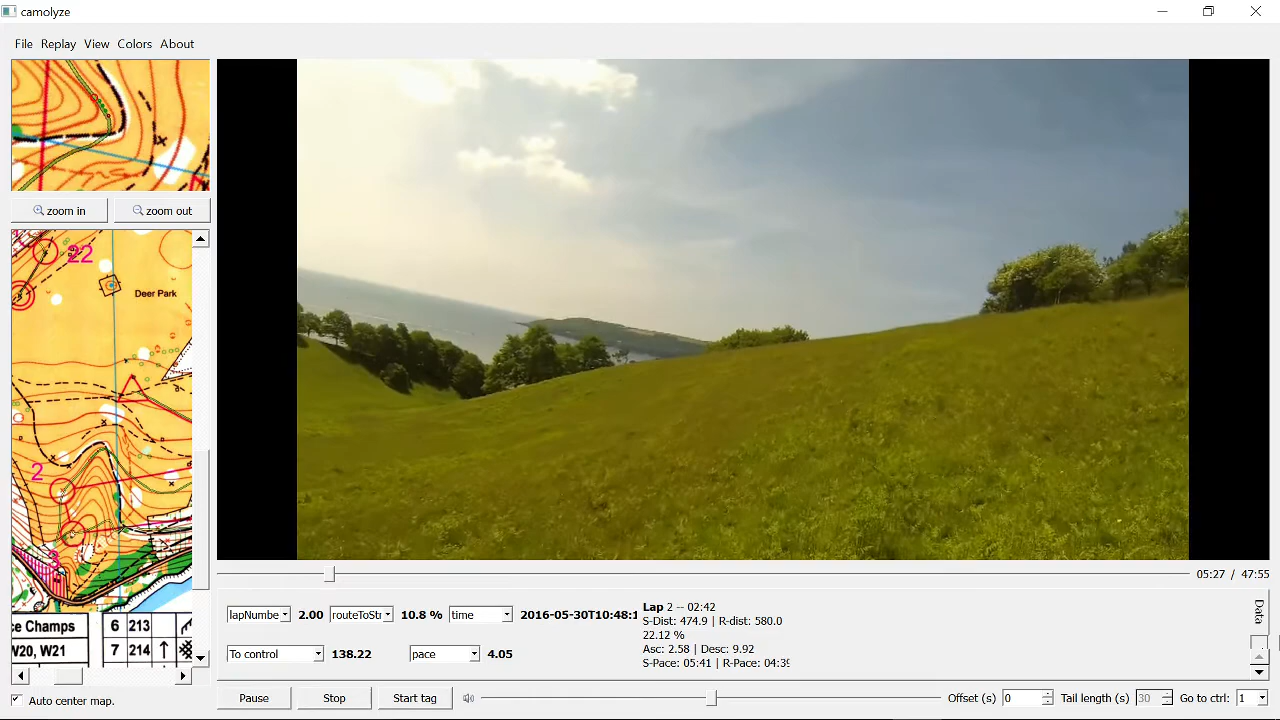 camolyze
File Replay View Colors About
zoom in zoom out
22
Deer Park
2
3
ce Champs 6 213
W20, W21 7 214
Auto center map.
05:27 / 47:55
lapNumbe 2.00 routeToStr 10.8 % time 2016-05-30T10:48:1
To control 138.22 pace 4.05
Lap 2 -- 02:42
S-Dist: 474.9 | R-dist: 580.0
22.12 %
Asc: 2.58 | Desc: 9.92
S-Pace: 05:41 | R-Pace: 04:39
Data
Pause Stop Start tag Offset (s) 0 Tail length (s) 30 Go to ctrl: 1